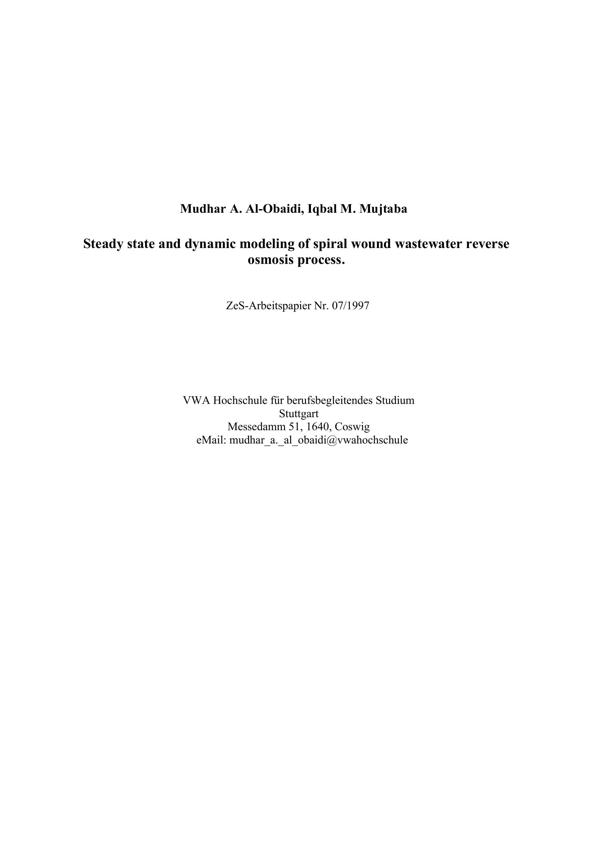 Mudhar A. Al-Obaidi, Iqbal M. Mujtaba
Steady state and dynamic modeling of spiral wound wastewater reverse
osmosis process.
ZeS-Arbeitspapier Nr. 07/1997
VWA Hochschule für berufsbegleitendes Studium
Stuttgart
Messedamm 51, 1640, Coswig
eMail: mudhar_a._al_obaidi@vwahochschule